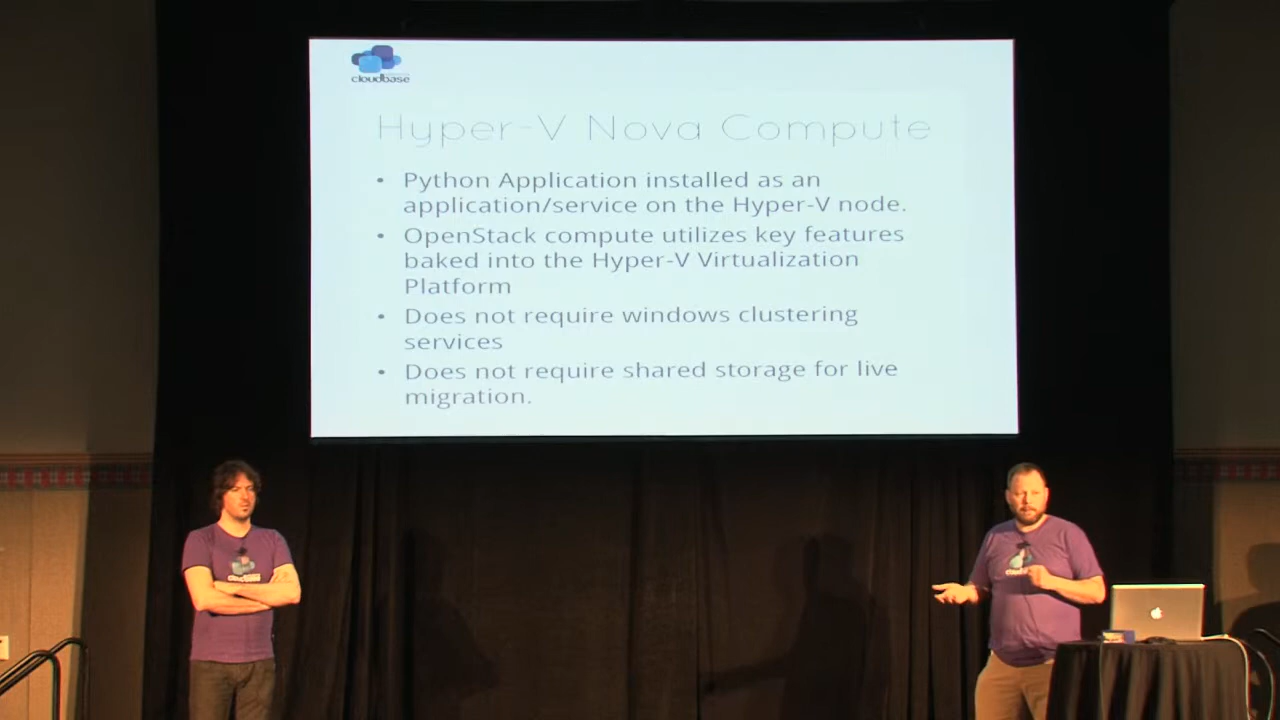 cloudbase
Hyper-V Nova Compute
• Python Application installed as an
application/service on the Hyper-V node.
• OpenStack compute utilizes key features
baked into the Hyper-V Virtualization
Platform
• Does not require windows clustering
services
• Does not require shared storage for live
migration.